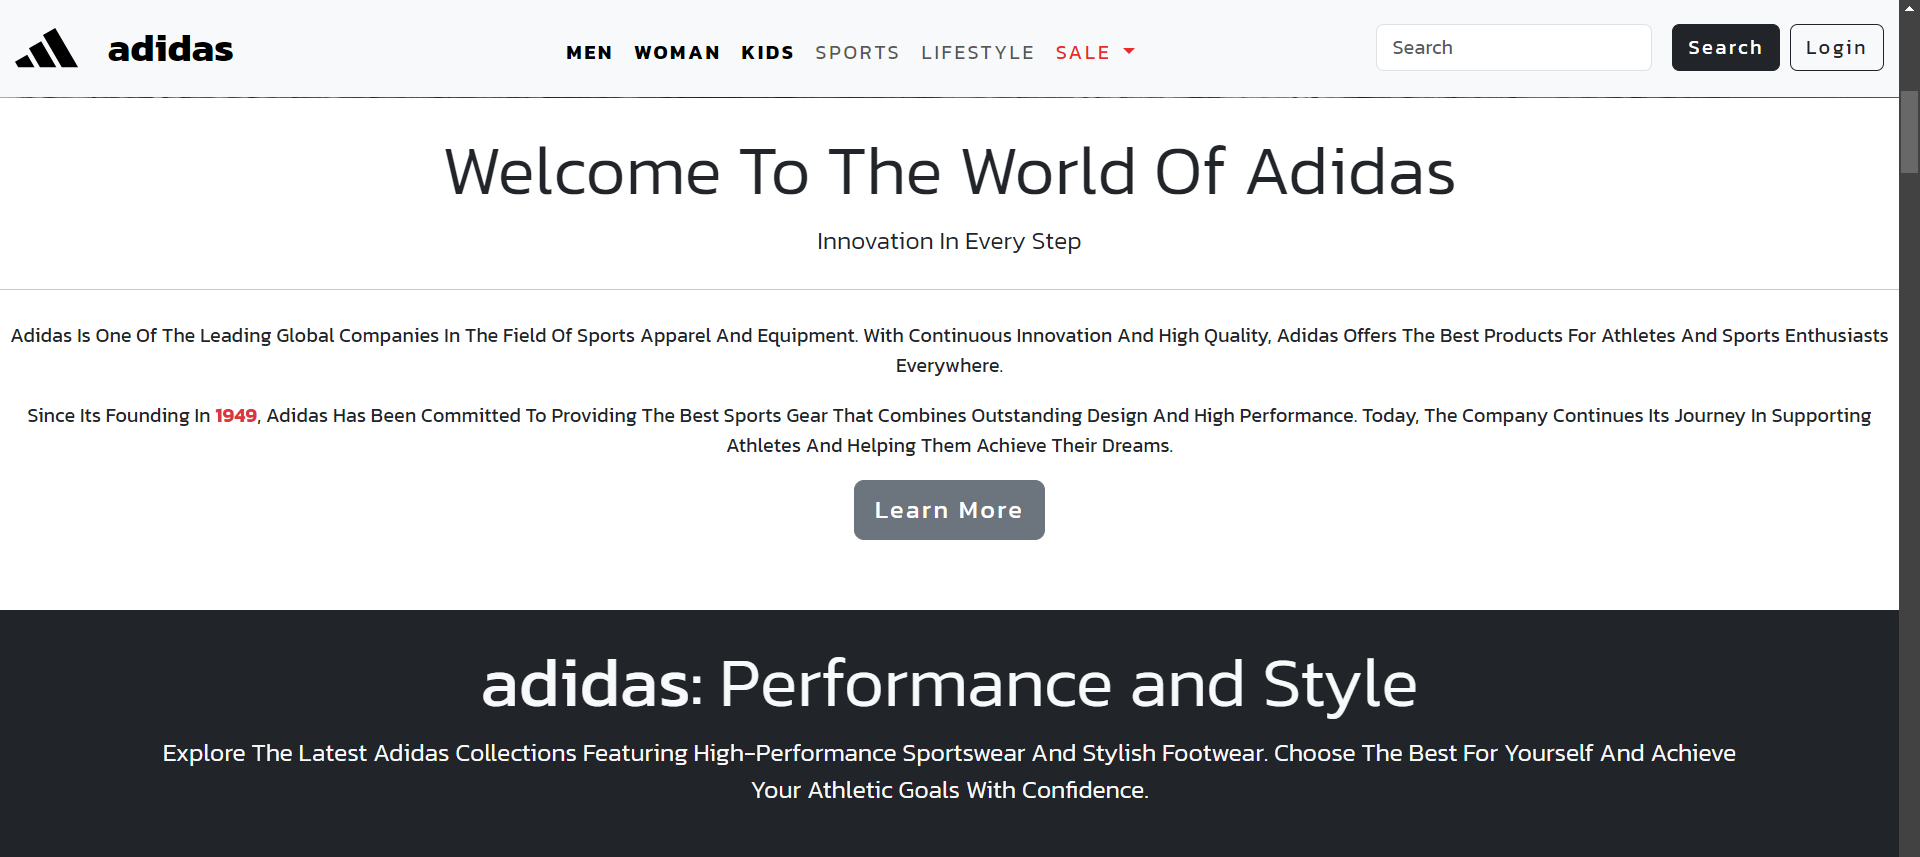 adidas MEN WOMAN KIDS SPORTS LIFESTYLE SALE Search Search Login
Welcome To The World Of Adidas
Innovation In Every Step
Adidas Is One Of The Leading Global Companies In The Field Of Sports Apparel And Equipment. With Continuous Innovation And High Quality, Adidas Offers The Best Products For Athletes And Sports Enthusiasts
Everywhere.
Since Its Founding In 1949, Adidas Has Been Committed To Providing The Best Sports Gear That Combines Outstanding Design And High Performance. Today, The Company Continues Its Journey In Supporting
Athletes And Helping Them Achieve Their Dreams.
Learn More
adidas: Performance and Style
Explore The Latest Adidas Collections Featuring High-Performance Sportswear And Stylish Footwear. Choose The Best For Yourself And Achieve
Your Athletic Goals With Confidence.